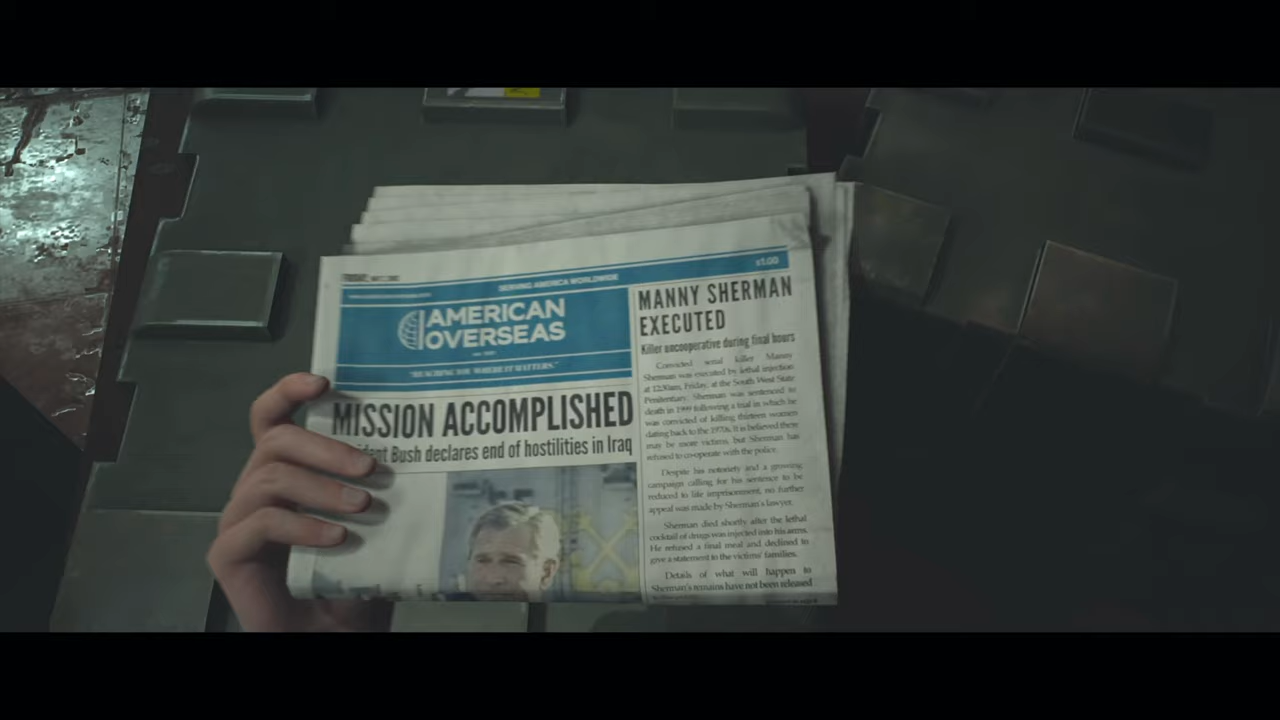 SERVING AMERICA WORLDWIDE
$1.00
AMERICAN
OVERSEAS
"REACHING YOU WHERE IT MATTERS."
MISSION ACCOMPLISHED
Bush declares end of hostilities in Iraq
MANNY SHERMAN
EXECUTED
Killer uncooperative during final hours
Convicted serial killer Manny
Sherman was executed by lethal injection
at 12:30am, Friday, at the South West State
Penitentiary. Sherman was sentenced to
death in 1999 following a trial in which he
was convicted of killing thirteen women
dating back to the 1970s. It is believed there
may be more victims, but Sherman has
refused to co-operate with the police.
Despite his notoriety and a growing
campaign calling for his sentence to be
reduced to life imprisonment, no further
appeal was made by Sherman's lawyer.
Sherman died shortly after the lethal
cocktail of drugs was injected into his arms.
He refused a final meal and declined to
give a statement to the victims' families.
Details of what will happen to
Sherman's remains have not been released